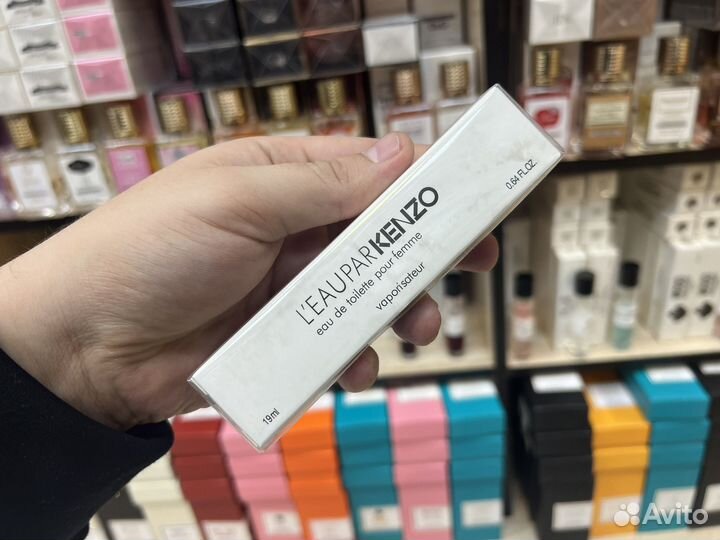 L'EAUPARKENZO
eau de toilette pour femme
vaporisateur
0.64 FL.OZ.
19ml
Avito